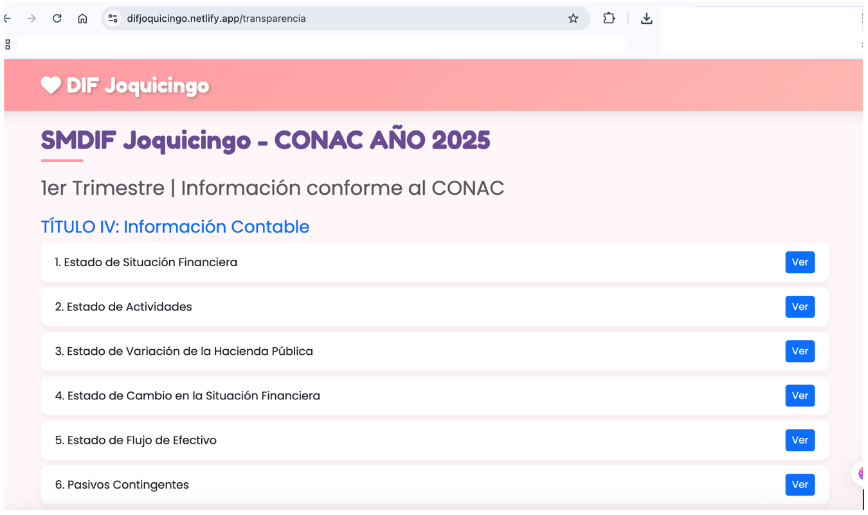 difjoquicingo.netlify.app/transparencia
DIF Joquicingo
SMDIF Joquicingo - CONAC AÑO 2025
1er Trimestre | Información conforme al CONAC
TÍTULO IV: Información Contable
1. Estado de Situación Financiera Ver
2. Estado de Actividades Ver
3. Estado de Variación de la Hacienda Pública Ver
4. Estado de Cambio en la Situación Financiera Ver
5. Estado de Flujo de Efectivo Ver
6. Pasivos Contingentes Ver